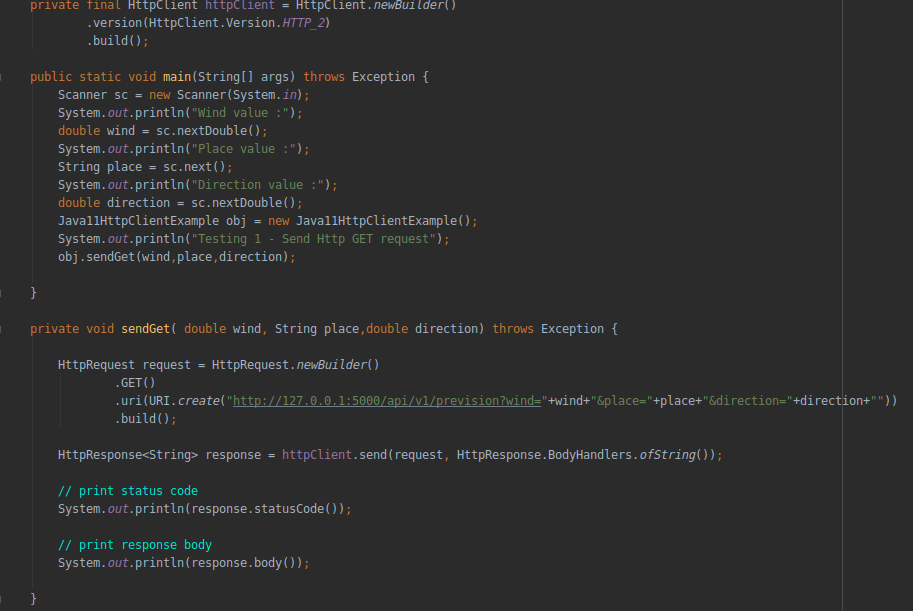 private final HttpClient httpClient = HttpClient.newBuilder()
.version(HttpClient.Version.HTTP_2)
.build();
public static void main(String[] args) throws Exception {
Scanner sc = new Scanner(System.in);
System.out.println("Wind value :");
double wind = sc.nextDouble();
System.out.println("Place value :");
String place = sc.next();
System.out.println("Direction value :");
double direction = sc.nextDouble();
Java11HttpClientExample obj = new Java11HttpClientExample();
System.out.println("Testing 1 - Send Http GET request");
obj.sendGet(wind,place,direction);
}
private void sendGet( double wind, String place,double direction) throws Exception {
HttpRequest request = HttpRequest.newBuilder()
.GET()
.uri(URI.create("http://127.0.0.1:5000/api/v1/prevision?wind="+wind+"&place="+place+"&direction="+direction+""))
.build();
HttpResponse<String> response = httpClient.send(request, HttpResponse.BodyHandlers.ofString());
// print status code
System.out.println(response.statusCode());
// print response body
System.out.println(response.body());
}